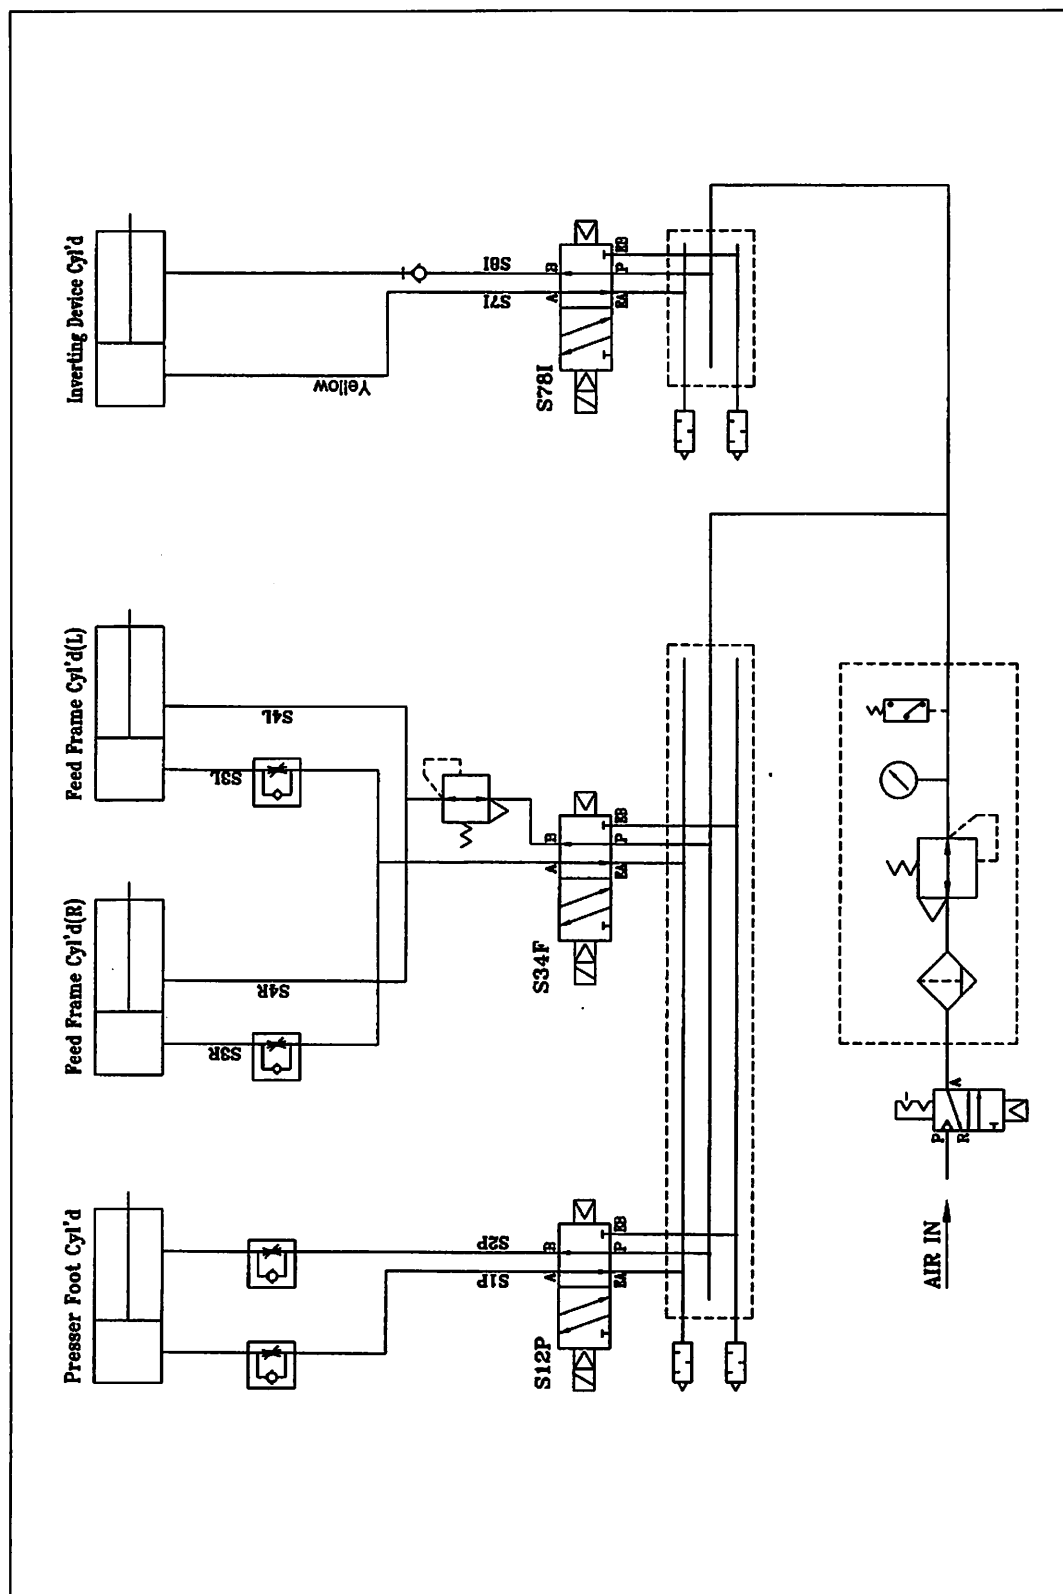 Presser Foot Cyl'd
Feed Frame Cyl'd(R)
Feed Frame Cyl'd(L)
Inverting Device Cyl'd
S3R
S4R
S3L
S4L
Yellow
S1P
S2P
S7I
S8I
A
B
A
B
A
B
S12P
S34F
S78I
EA
P
EB
EA
P
EB
EA
P
EB
AIR IN
P
R
A